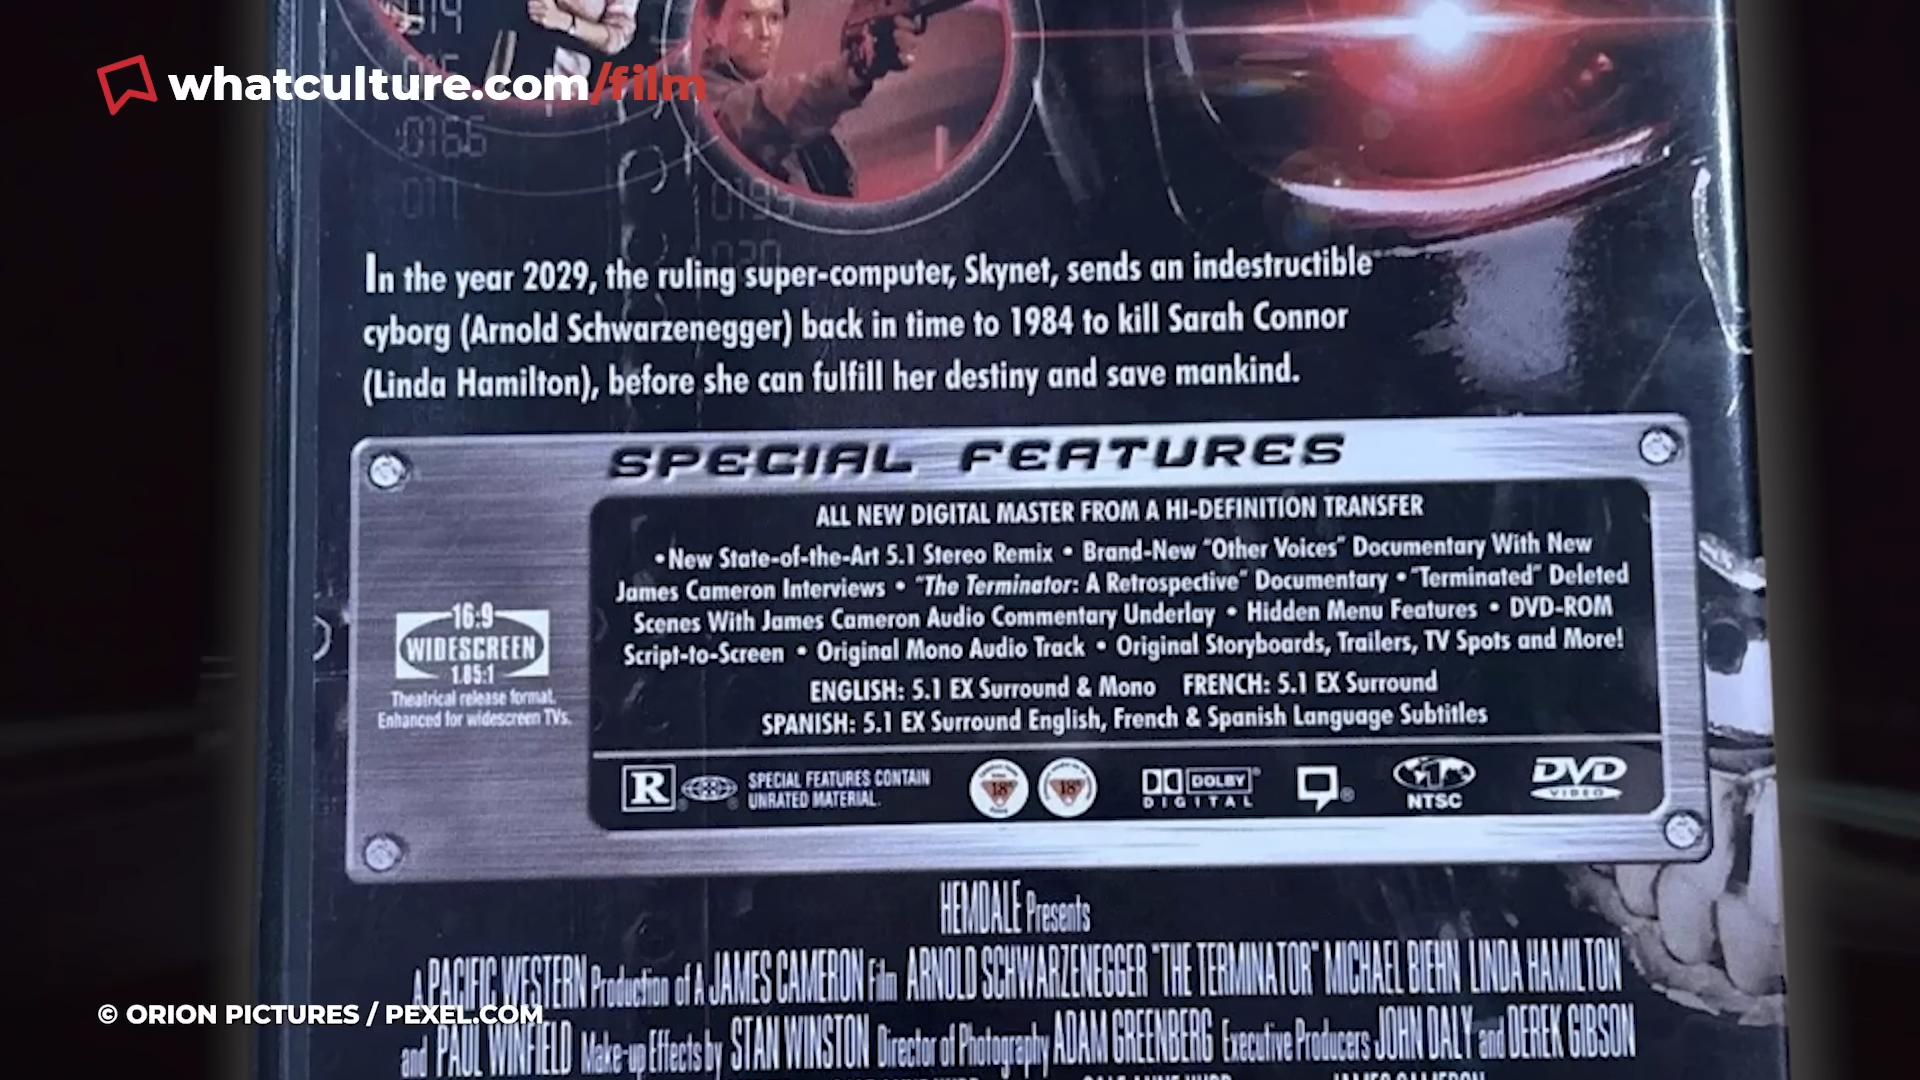 014
0166
017
0195
020
whatculture.com/film
In the year 2029, the ruling super-computer, Skynet, sends an indestructible
cyborg (Arnold Schwarzenegger) back in time to 1984 to kill Sarah Connor
(Linda Hamilton), before she can fulfill her destiny and save mankind.
SPECIAL FEATURES
ALL NEW DIGITAL MASTER FROM A HI-DEFINITION TRANSFER
• New State-of-the-Art 5.1 Stereo Remix • Brand-New "Other Voices" Documentary With New
James Cameron Interviews • "The Terminator: A Retrospective" Documentary • "Terminated" Deleted
Scenes With James Cameron Audio Commentary Underlay • Hidden Menu Features • DVD-ROM
Script-to-Screen • Original Mono Audio Track • Original Storyboards, Trailers, TV Spots and More!
ENGLISH: 5.1 EX Surround & Mono FRENCH: 5.1 EX Surround
SPANISH: 5.1 EX Surround English, French & Spanish Language Subtitles
16:9
WIDESCREEN
1.85:1
Theatrical release format.
Enhanced for widescreen TVs.
R ® SPECIAL FEATURES CONTAIN
UNRATED MATERIAL.
18 18
DOLBY
DIGITAL
NTSC
DVD
VIDEO
HEMDALE Presents
A PACIFIC WESTERN Production of A JAMES CAMERON Film ARNOLD SCHWARZENEGGER "THE TERMINATOR" MICHAEL BIEHN LINDA HAMILTON
© ORION PICTURES / PEXEL.COM
and PAUL WINFIELD Make-up Effects by STAN WINSTON Director of Photography ADAM GREENBERG Executive Producers JOHN DALY and DEREK GIBSON